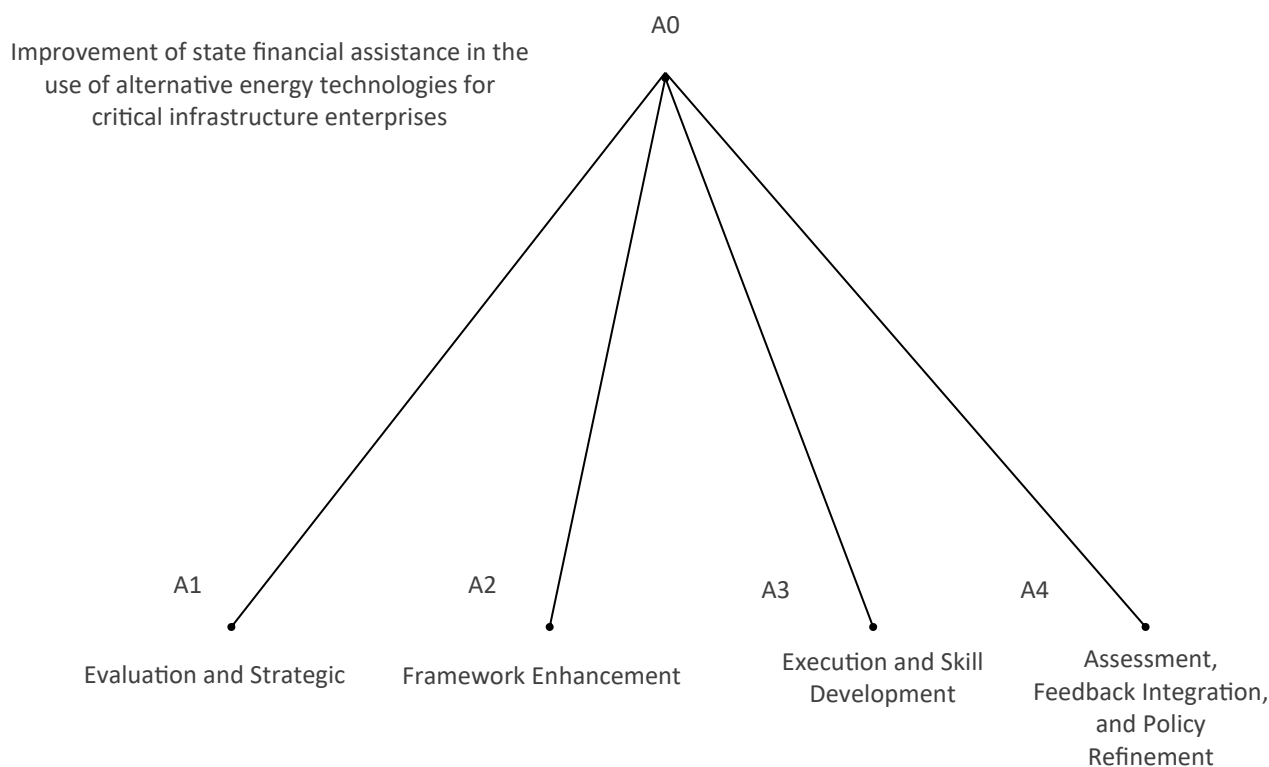 A0
Improvement of state financial assistance in the
use of alternative energy technologies for
critical infrastructure enterprises
A1
A2
A3
A4
Evaluation and Strategic
Framework Enhancement
Execution and Skill
Development
Assessment,
Feedback Integration,
and Policy
Refinement